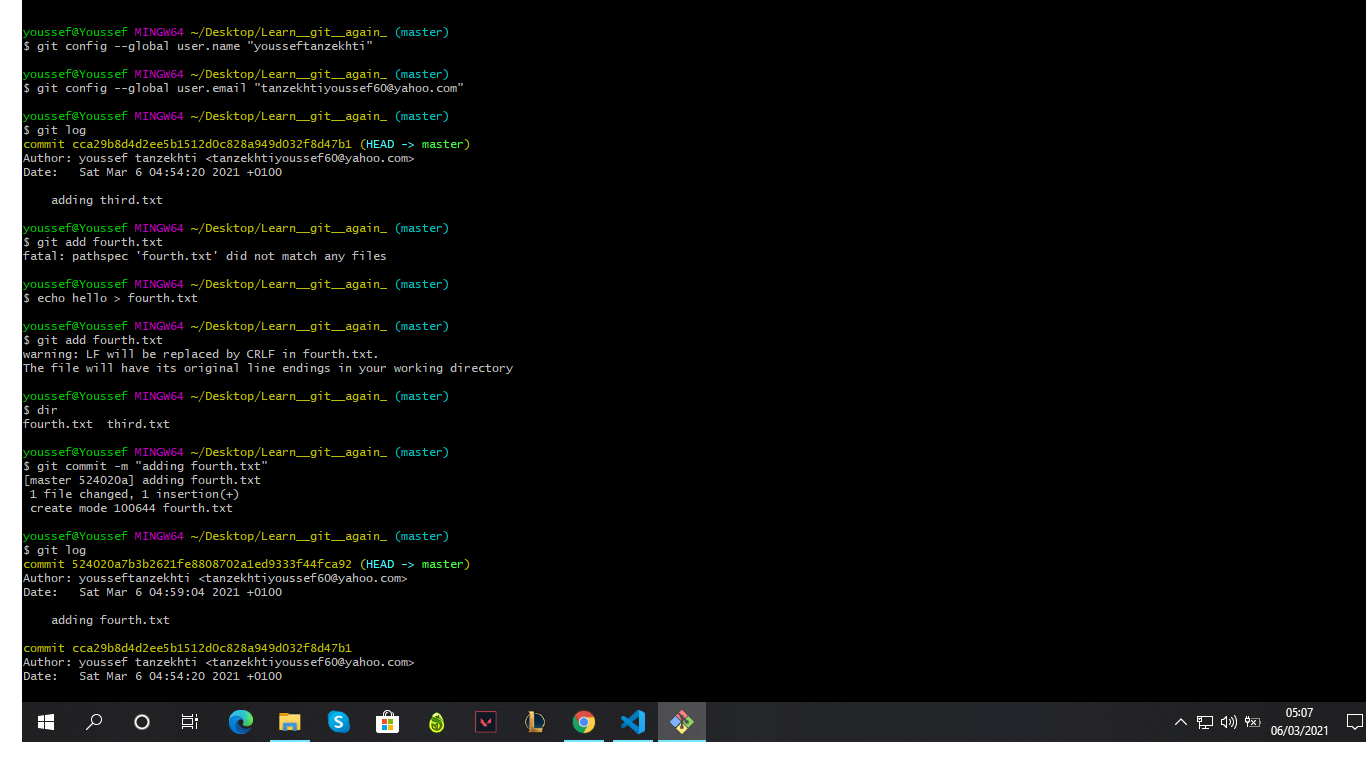 youssef@Youssef MINGW64 ~/Desktop/Learn__git__again_ (master)
$ git config --global user.name "yousseftanzekhti"
youssef@Youssef MINGW64 ~/Desktop/Learn__git__again_ (master)
$ git config --global user.email "tanzekhtiyoussef60@yahoo.com"
youssef@Youssef MINGW64 ~/Desktop/Learn__git__again_ (master)
$ git log
commit cca29b8d4d2ee5b1512d0c828a949d032f8d47b1 (HEAD -> master)
Author: youssef tanzekhti <tanzekhtiyoussef60@yahoo.com>
Date:   Sat Mar 6 04:54:20 2021 +0100
    adding third.txt
youssef@Youssef MINGW64 ~/Desktop/Learn__git__again_ (master)
$ git add fourth.txt
fatal: pathspec 'fourth.txt' did not match any files
youssef@Youssef MINGW64 ~/Desktop/Learn__git__again_ (master)
$ echo hello > fourth.txt
youssef@Youssef MINGW64 ~/Desktop/Learn__git__again_ (master)
$ git add fourth.txt
warning: LF will be replaced by CRLF in fourth.txt.
The file will have its original line endings in your working directory
youssef@Youssef MINGW64 ~/Desktop/Learn__git__again_ (master)
$ dir
fourth.txt  third.txt
youssef@Youssef MINGW64 ~/Desktop/Learn__git__again_ (master)
$ git commit -m "adding fourth.txt"
[master 524020a] adding fourth.txt
 1 file changed, 1 insertion(+)
 create mode 100644 fourth.txt
youssef@Youssef MINGW64 ~/Desktop/Learn__git__again_ (master)
$ git log
commit 524020a7b3b2621fe8808702a1ed9333f44fca92 (HEAD -> master)
Author: yousseftanzekhti <tanzekhtiyoussef60@yahoo.com>
Date:   Sat Mar 6 04:59:04 2021 +0100
    adding fourth.txt
commit cca29b8d4d2ee5b1512d0c828a949d032f8d47b1
Author: youssef tanzekhti <tanzekhtiyoussef60@yahoo.com>
Date:   Sat Mar 6 04:54:20 2021 +0100
05:07
06/03/2021